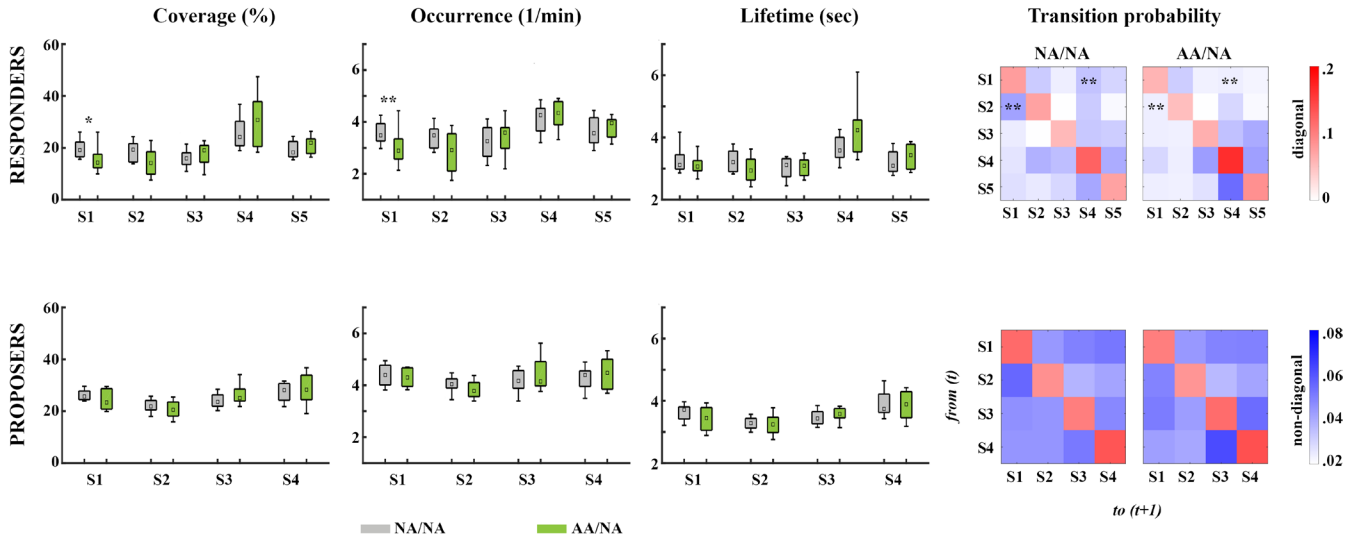 Coverage (%) Occurrence (1/min) Lifetime (sec) Transition probability
NA/NA AA/NA
RESPONDERS
60
40
20
0
*
S1 S2 S3 S4 S5
6
4
2
**
S1 S2 S3 S4 S5
6
4
2
S1 S2 S3 S4 S5
S1
S2
S3
S4
S5
**
**
S1 S2 S3 S4 S5
**
**
S1 S2 S3 S4 S5
.2
.1
0
diagonal
PROPOSERS
60
40
20
0
S1 S2 S3 S4
6
4
2
S1 S2 S3 S4
6
4
2
S1 S2 S3 S4
from (t)
S1
S2
S3
S4
S1 S2 S3 S4
S1 S2 S3 S4
to (t+1)
.08
.06
.04
.02
non-diagonal
NA/NA AA/NA